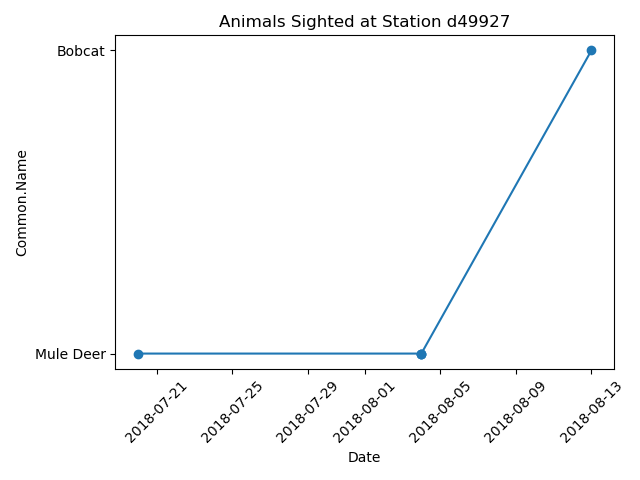 Animals Sighted at Station d49927
Bobcat
Common.Name
Mule Deer
2018-07-21
2018-07-25
2018-07-29
2018-08-01
2018-08-05
2018-08-09
2018-08-13
Date